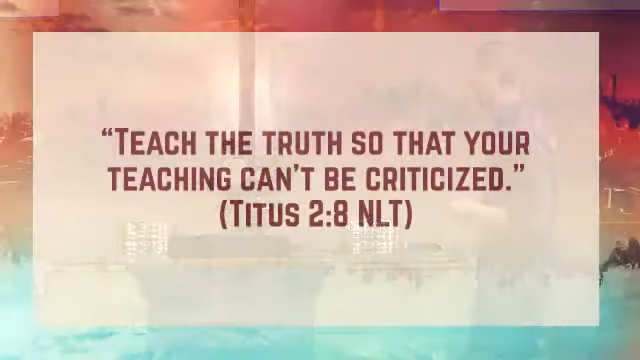 “Teach the truth so that your
teaching can’t be criticized.”
(Titus 2:8 NLT)